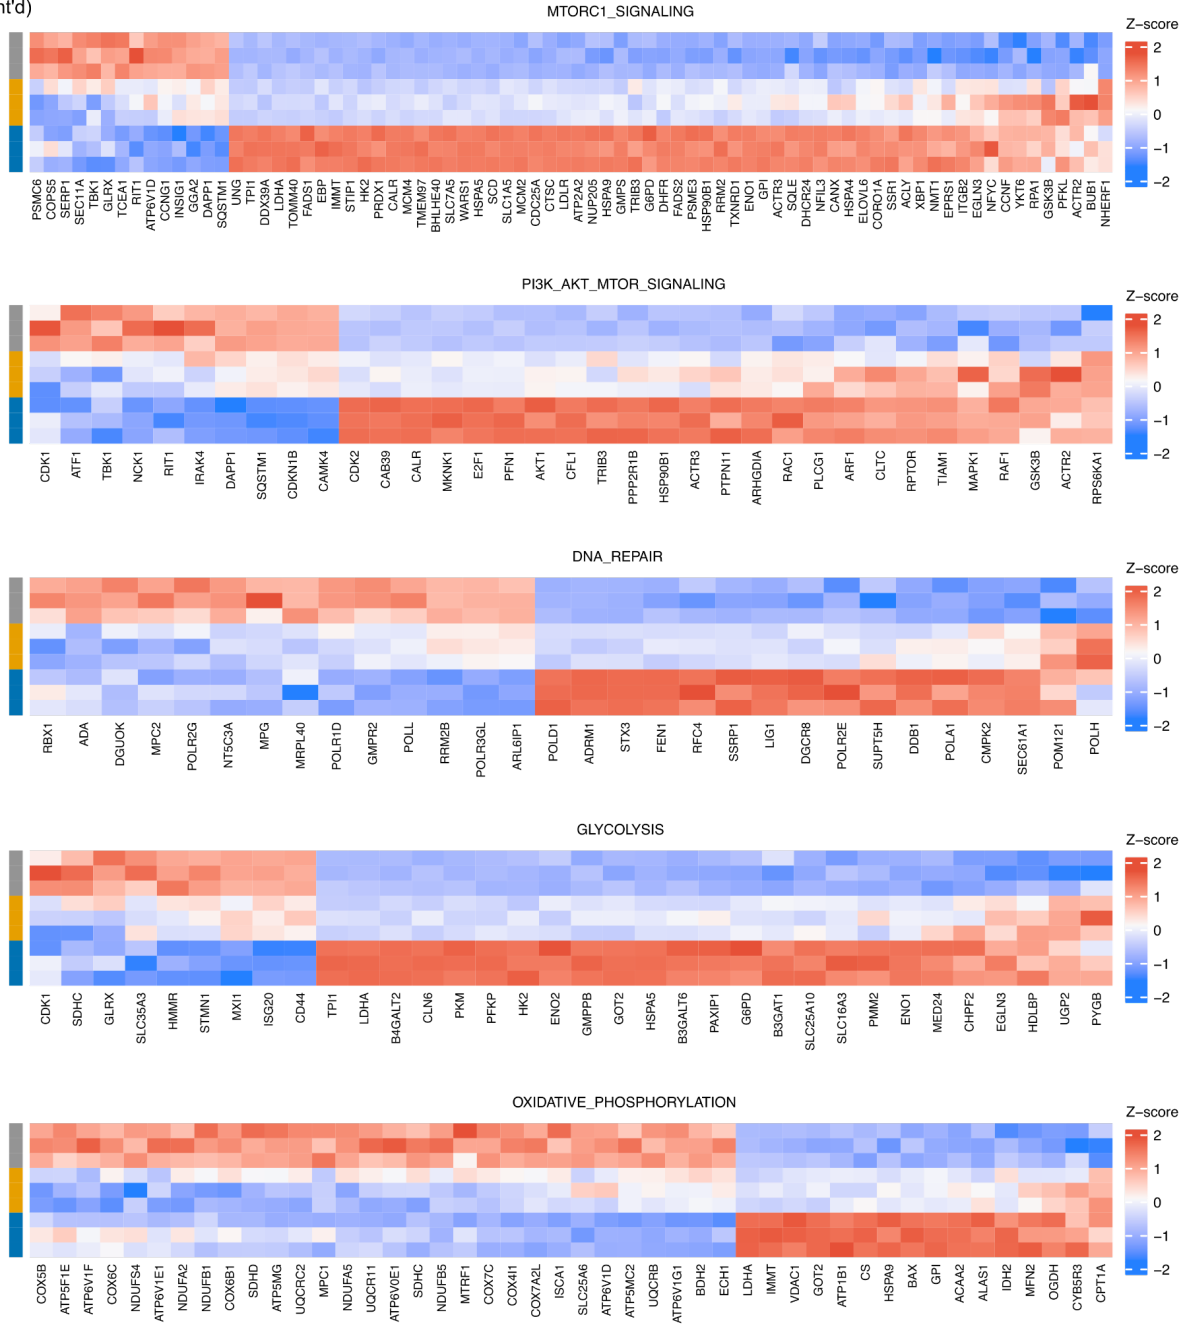 nt'd)
MTORC1_SIGNALING
Z−score
2
1
0
−1
−2
PSMC6 COPS5 SERP1 SEC11A TBK1 GLRX TCEA1 RIT1 ATP6V1D CCNG1 INSIG1 GGA2 DAPP1 SQSTM1 UNG TPI1 DDX39A LDHA TOMM40 FADS1 EBP IMMT STIP1 HK2 PRDX1 CALR MCM4 TMEM97 BHLHE40 SLC7A5 WARS1 HSPA5 SCD SLC1A5 MCM2 CDC25A CTSC LDLR ATP2A2 NUP205 HSPA9 GMPS TRIB3 G6PD DHFR FADS2 PSME3 HSP90B1 RRM2 TXNRD1 ENO1 GPI ACTR3 SQLE DHCR24 NFIL3 CANX HSPA4 ELOVL6 CORO1A SSR1 ACLY XBP1 NMT1 EPRS1 ITGB2 EGLN3 NFYC CCNF YKT6 RPA1 GSK3B PFKL ACTR2 BUB1 NHERF1
PI3K_AKT_MTOR_SIGNALING
Z−score
2
1
0
−1
−2
CDK1 ATF1 TBK1 NCK1 RIT1 IRAK4 DAPP1 SQSTM1 CDKN1B CAMK4 CDK2 CAB39 CALR MKNK1 E2F1 PFN1 AKT1 CFL1 TRIB3 PPP2R1B HSP90B1 ACTR3 PTPN11 ARHGDIA RAC1 PLCG1 ARF1 CLTC RPTOR TIAM1 MAPK1 RAF1 GSK3B ACTR2 RPS6KA1
DNA_REPAIR
Z−score
2
1
0
−1
−2
RBX1 ADA DGUOK MPC2 POLR2G NT5C3A MPG MRPL40 POLR1D GMPR2 POLL RRM2B POLR3GL ARL6IP1 POLD1 ADRM1 STX3 FEN1 RFC4 SSRP1 LIG1 DGCR8 POLR2E SUPT5H DDB1 POLA1 CMPK2 SEC61A1 POM121 POLH
GLYCOLYSIS
Z−score
2
1
0
−1
−2
CDK1 SDHC GLRX SLC35A3 HMMR STMN1 MXI1 ISG20 CD44 TPI1 LDHA B4GALT2 CLN6 PKM PFKP HK2 ENO2 GMPPB GOT2 HSPA5 B3GALT6 PAXIP1 G6PD B3GAT1 SLC25A10 SLC16A3 PMM2 ENO1 MED24 CHPF2 EGLN3 HDLBP UGP2 PYGB
OXIDATIVE_PHOSPHORYLATION
Z−score
2
1
0
−1
−2
COX5B ATP5F1E ATP6V1F COX6C NDUFS4 ATP6V1E1 NDUFA2 NDUFB1 COX6B1 SDHD ATP5MG UQCRC2 MPC1 NDUFA5 UQCR11 ATP6V0E1 SDHC NDUFB5 MTRF1 COX7C COX4I1 COX7A2L ISCA1 SLC25A6 ATP6V1D ATP5MC2 UQCRB ATP6V1G1 BDH2 ECH1 LDHA IMMT VDAC1 GOT2 ATP1B1 CS HSPA9 BAX GPI ACAA2 ALAS1 IDH2 MFN2 OGDH CYB5R3 CPT1A